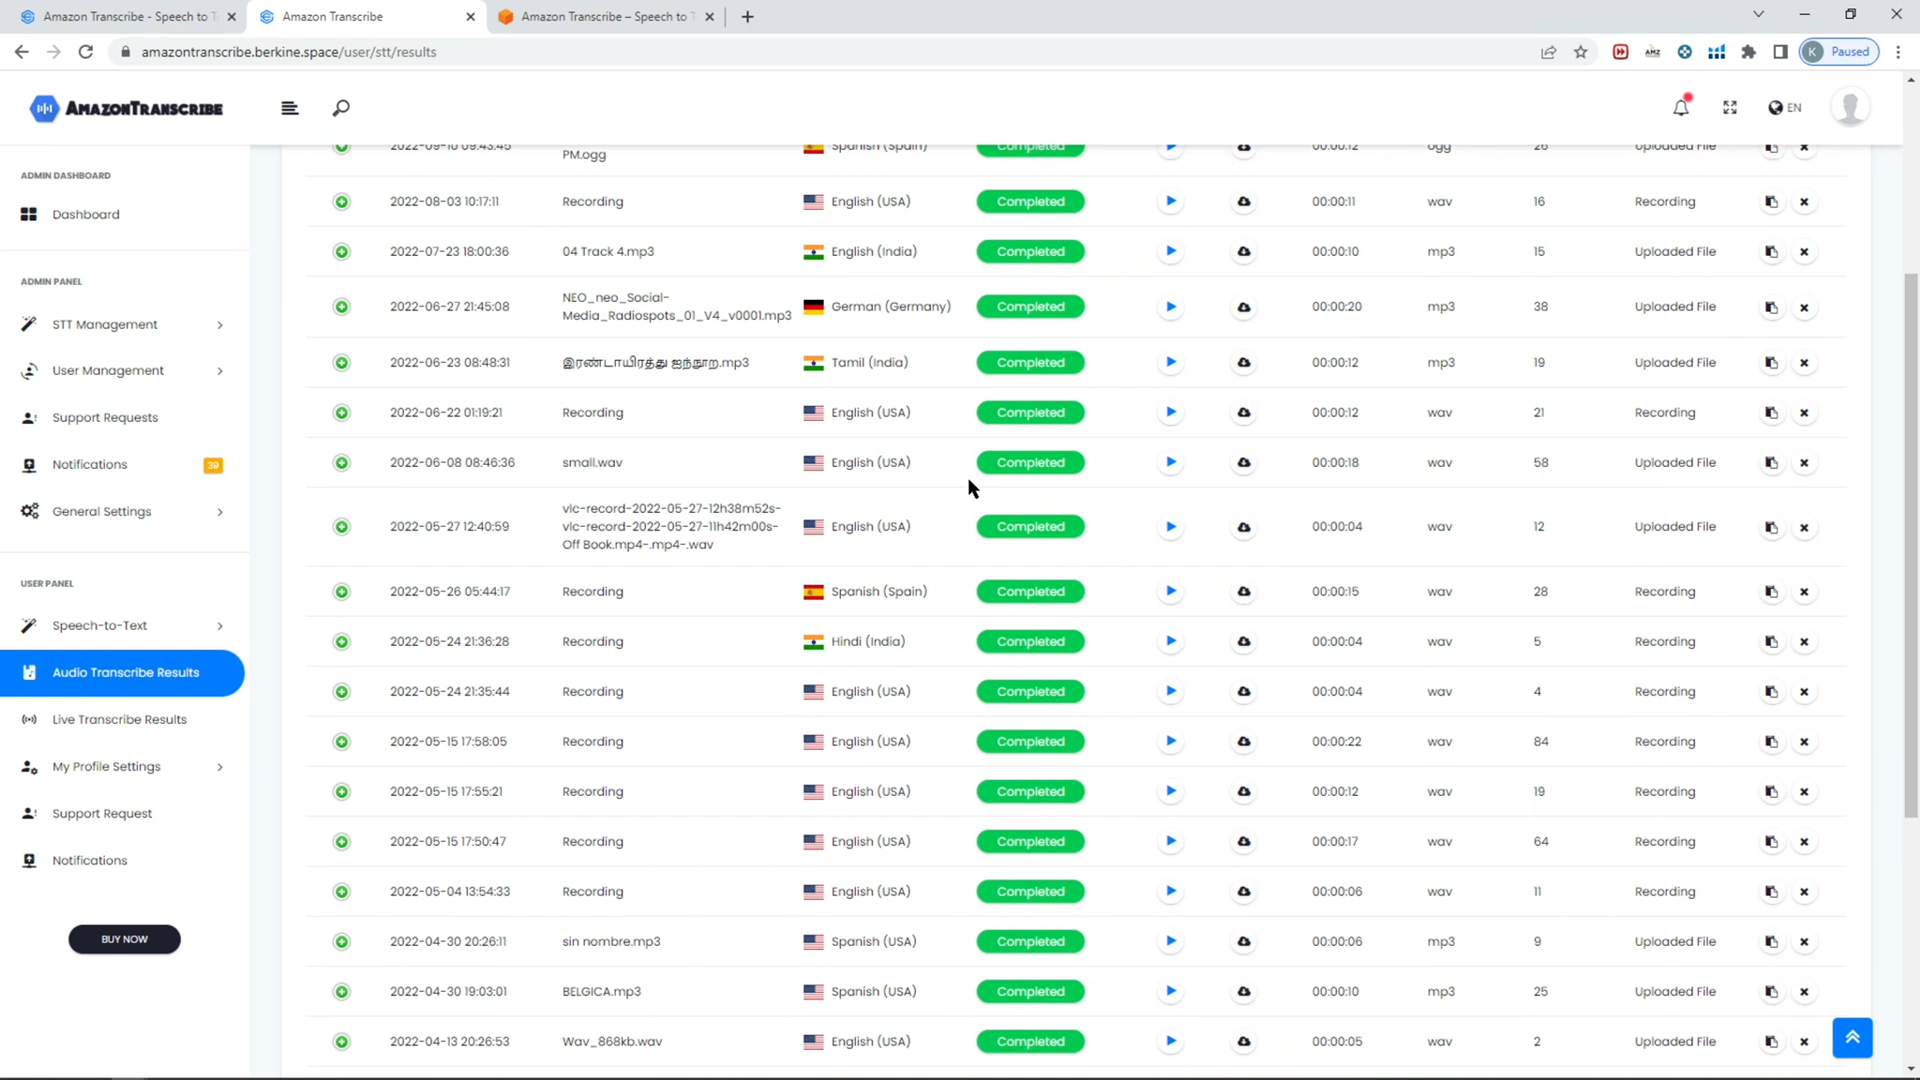 Amazon Transcribe - Speech to T
Amazon Transcribe
Amazon Transcribe – Speech to T
amazontranscribe.berkine.space/user/stt/results
K Paused
AMAZONTRANSCRIBE
EN
ADMIN DASHBOARD
Dashboard
ADMIN PANEL
STT Management
User Management
Support Requests
Notifications 39
General Settings
USER PANEL
Speech-to-Text
Audio Transcribe Results
Live Transcribe Results
My Profile Settings
Support Request
Notifications
BUY NOW
2022-09-10 09:43:45 PM.ogg Spanish (Spain) Completed 00:00:12 ogg 26 Uploaded File
2022-08-03 10:17:11 Recording English (USA) Completed 00:00:11 wav 16 Recording
2022-07-23 18:00:36 04 Track 4.mp3 English (India) Completed 00:00:10 mp3 15 Uploaded File
NEO_neo_Social-
2022-06-27 21:45:08 Media_Radiospots_01_V4_v0001.mp3 German (Germany) Completed 00:00:20 mp3 38 Uploaded File
2022-06-23 08:48:31 இரண்டாயிரத்து ஐந்நூற.mp3 Tamil (India) Completed 00:00:12 mp3 19 Uploaded File
2022-06-22 01:19:21 Recording English (USA) Completed 00:00:12 wav 21 Recording
2022-06-08 08:46:36 small.wav English (USA) Completed 00:00:18 wav 58 Uploaded File
vlc-record-2022-05-27-12h38m52s-
2022-05-27 12:40:59 vlc-record-2022-05-27-11h42m00s- English (USA) Completed 00:00:04 wav 12 Uploaded File
Off Book.mp4-.mp4-.wav
2022-05-26 05:44:17 Recording Spanish (Spain) Completed 00:00:15 wav 28 Recording
2022-05-24 21:36:28 Recording Hindi (India) Completed 00:00:04 wav 5 Recording
2022-05-24 21:35:44 Recording English (USA) Completed 00:00:04 wav 4 Recording
2022-05-15 17:58:05 Recording English (USA) Completed 00:00:22 wav 84 Recording
2022-05-15 17:55:21 Recording English (USA) Completed 00:00:12 wav 19 Recording
2022-05-15 17:50:47 Recording English (USA) Completed 00:00:17 wav 64 Recording
2022-05-04 13:54:33 Recording English (USA) Completed 00:00:06 wav 11 Recording
2022-04-30 20:26:11 sin nombre.mp3 Spanish (USA) Completed 00:00:06 mp3 9 Uploaded File
2022-04-30 19:03:01 BELGICA.mp3 Spanish (USA) Completed 00:00:10 mp3 25 Uploaded File
2022-04-13 20:26:53 Wav_868kb.wav English (USA) Completed 00:00:05 wav 2 Uploaded File